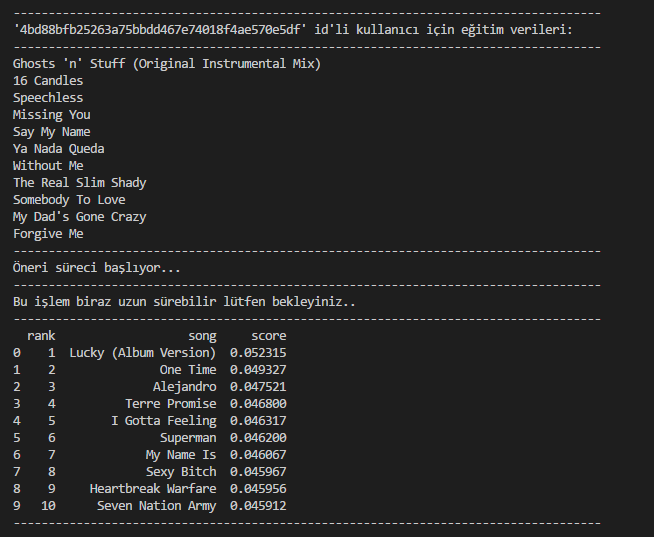 ------------------------------------------------------------------------------------
'4bd88bfb25263a75bbdd467e74018f4ae570e5df' id'li kullanıcı için eğitim verileri:
------------------------------------------------------------------------------------
Ghosts 'n' Stuff (Original Instrumental Mix)
16 Candles
Speechless
Missing You
Say My Name
Ya Nada Queda
Without Me
The Real Slim Shady
Somebody To Love
My Dad's Gone Crazy
Forgive Me
------------------------------------------------------------------------------------
Öneri süreci başlıyor...
------------------------------------------------------------------------------------
Bu işlem biraz uzun sürebilir lütfen bekleyiniz..
------------------------------------------------------------------------------------
  rank                   song     score
0    1  Lucky (Album Version)  0.052315
1    2               One Time  0.049327
2    3              Alejandro  0.047521
3    4          Terre Promise  0.046800
4    5        I Gotta Feeling  0.046317
5    6               Superman  0.046200
6    7             My Name Is  0.046067
7    8             Sexy Bitch  0.045967
8    9     Heartbreak Warfare  0.045956
9   10      Seven Nation Army  0.045912
------------------------------------------------------------------------------------